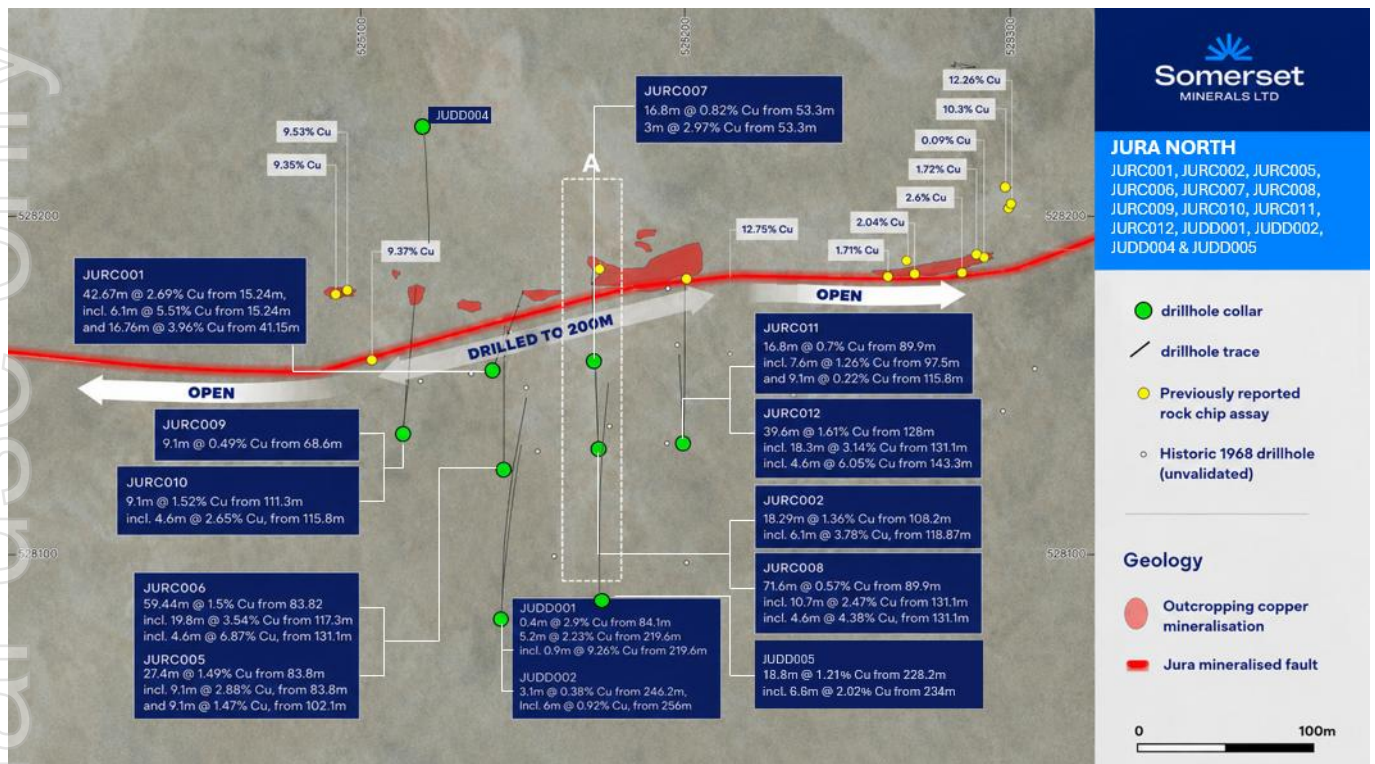 For personal use only
525100
528200
528300
JUDD004
JURC007
16.8m @ 0.82% Cu from 53.3m
3m @ 2.97% Cu from 53.3m
12.26% Cu
10.3% Cu
0.09% Cu
1.72% Cu
2.6% Cu
2.04% Cu
1.71% Cu
12.75% Cu
9.53% Cu
9.35% Cu
9.37% Cu
A
528200
528200
JURC001
42.67m @ 2.69% Cu from 15.24m,
incl. 6.1m @ 5.51% Cu from 15.24m
and 16.76m @ 3.96% Cu from 41.15m
DRILLED TO 200M
OPEN
OPEN
JURC009
9.1m @ 0.49% Cu from 68.6m
JURC010
9.1m @ 1.52% Cu from 111.3m
incl. 4.6m @ 2.65% Cu, from 115.8m
JURC011
16.8m @ 0.7% Cu from 89.9m
incl. 7.6m @ 1.26% Cu from 97.5m
and 9.1m @ 0.22% Cu from 115.8m
JURC012
39.6m @ 1.61% Cu from 128m
incl. 18.3m @ 3.14% Cu from 131.1m
incl. 4.6m @ 6.05% Cu from 143.3m
JURC002
18.29m @ 1.36% Cu from 108.2m
incl. 6.1m @ 3.78% Cu, from 118.87m
528100
528100
JURC008
71.6m @ 0.57% Cu from 89.9m
incl. 10.7m @ 2.47% Cu from 131.1m
incl. 4.6m @ 4.38% Cu, from 131.1m
JURC006
59.44m @ 1.5% Cu from 83.82
incl. 19.8m @ 3.54% Cu from 117.3m
incl. 4.6m @ 6.87% Cu, from 131.1m
JURC005
27.4m @ 1.49% Cu from 83.8m
incl. 9.1m @ 2.88% Cu, from 83.8m
and 9.1m @ 1.47% Cu, from 102.1m
JUDD001
0.4m @ 2.9% Cu from 84.1m
5.2m @ 2.23% Cu from 219.6m
incl. 0.9m @ 9.26% Cu from 219.6m
JUDD002
3.1m @ 0.38% Cu from 246.2m,
Incl. 6m @ 0.92% Cu, from 256m
JUDD005
18.8m @ 1.21% Cu from 228.2m
incl. 6.6m @ 2.02% Cu from 234m
Somerset
MINERALS LTD
JURA NORTH
JURC001, JURC002, JURC005,
JURC006, JURC007, JURC008,
JURC009, JURC010, JURC011,
JURC012, JUDD001, JUDD002,
JUDD004 & JUDD005
drillhole collar
drillhole trace
Previously reported
rock chip assay
Historic 1968 drillhole
(unvalidated)
Geology
Outcropping copper
mineralisation
Jura mineralised fault
0 100m